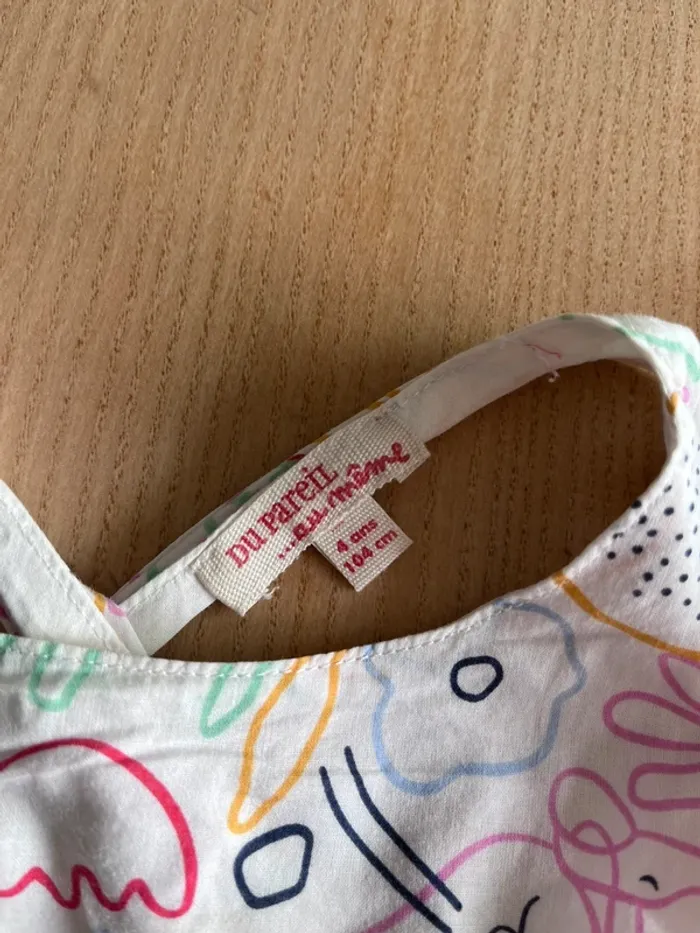 DU PAREIL
...au même
4 ans
104 cm